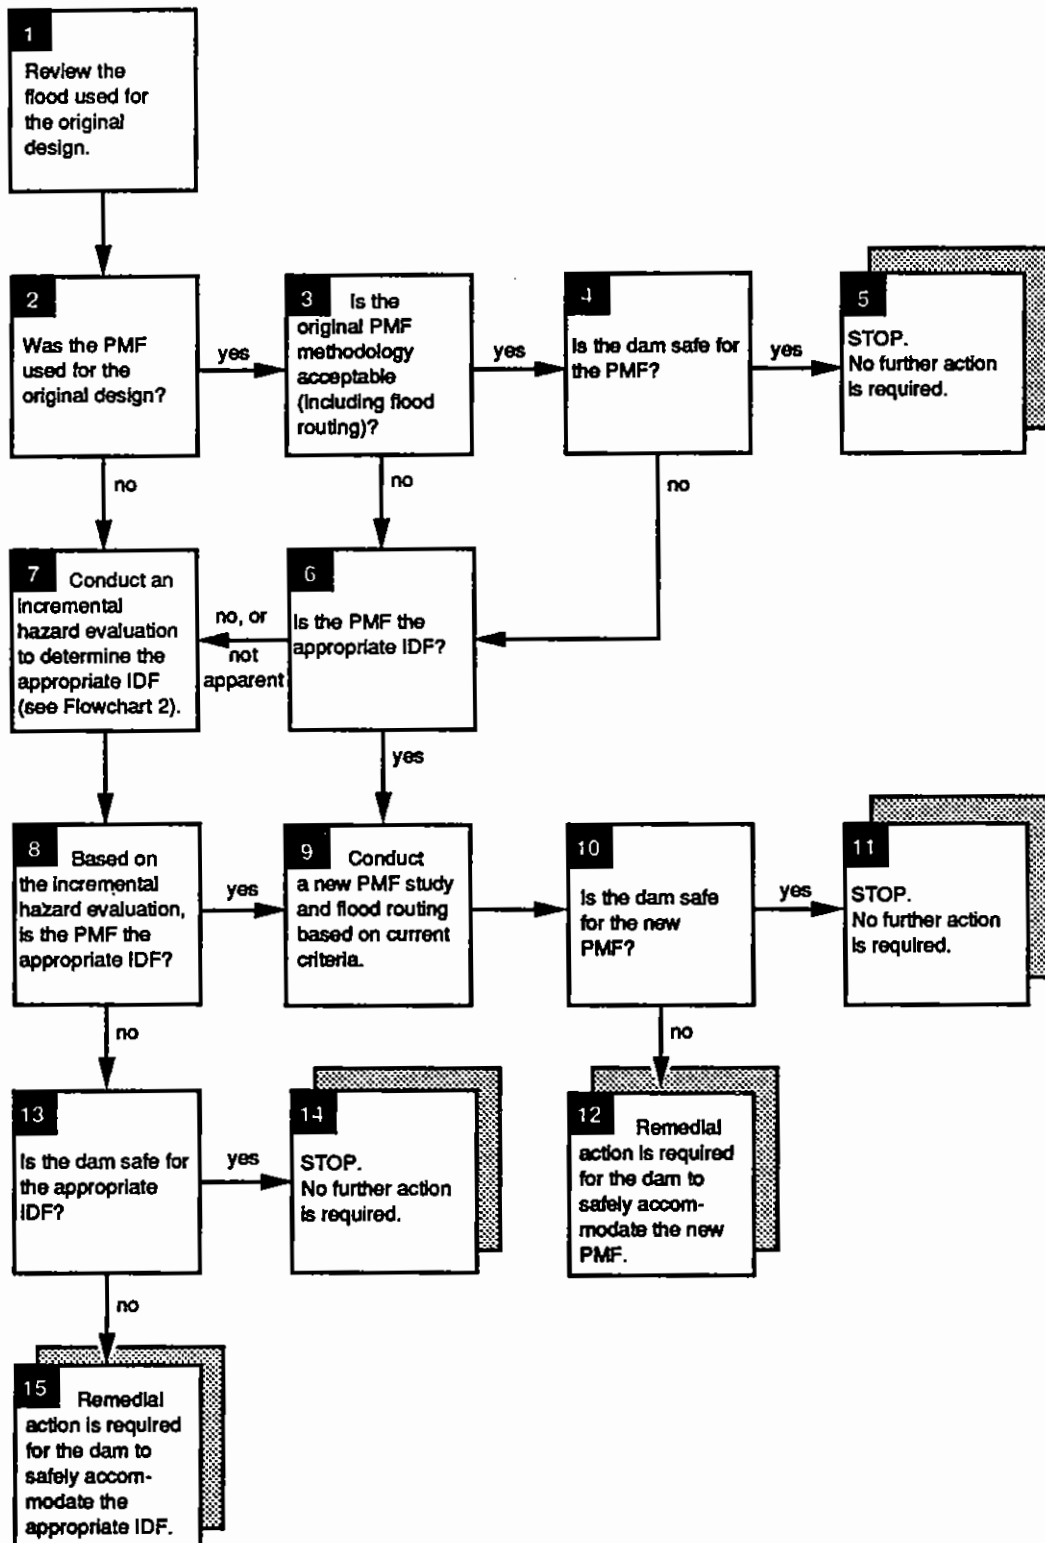 1
Review the
flood used for
the original
design.
2
Was the PMF
used for the
original design?
yes
3 Is the
original PMF
methodology
acceptable
(including flood
routing)?
yes
4
Is the dam safe for
the PMF?
yes
5
STOP.
No further action
is required.
no
no
no
7 Conduct an
incremental
hazard evaluation
to determine the
appropriate IDF
(see Flowchart 2).
no, or
not
apparent
6
Is the PMF the
appropriate IDF?
yes
8 Based on
the incremental
hazard evaluation,
is the PMF the
appropriate IDF?
yes
9 Conduct
a new PMF study
and flood routing
based on current
criteria.
10
Is the dam safe
for the new
PMF?
yes
11
STOP.
No further action
is required.
no
no
13
Is the dam safe for
the appropriate
IDF?
yes
14
STOP.
No further action
is required.
12 Remedial
action is required
for the dam to
safely accom-
modate the new
PMF.
no
15 Remedial
action is required
for the dam to
safely accom-
modate the
appropriate IDF.